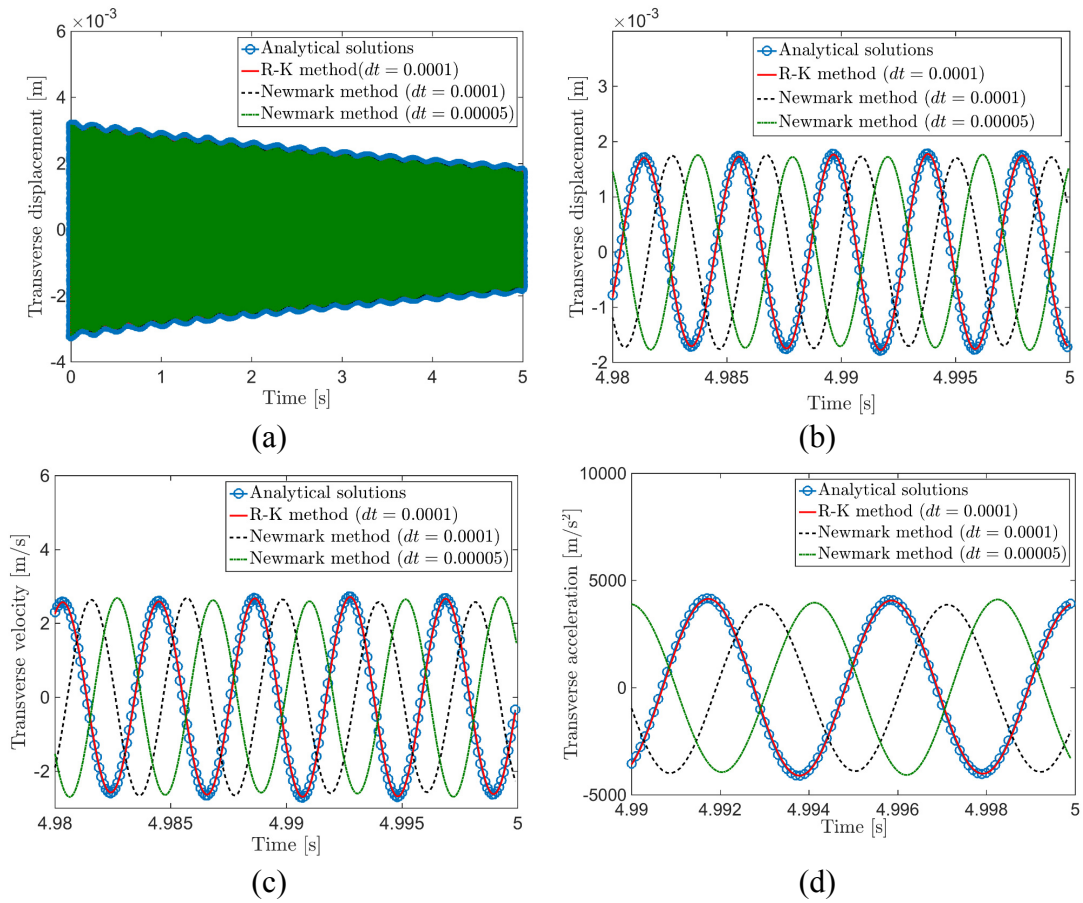 ×10⁻³
6
4
2
0
-2
-4
Transverse displacement [m]
Analytical solutions
R-K method(dt = 0.0001)
Newmark method (dt = 0.0001)
Newmark method (dt = 0.00005)
0 1 2 3 4 5
Time [s]
(a)
×10⁻³
4
3
2
1
0
-1
-2
Transverse displacement [m]
Analytical solutions
R-K method (dt = 0.0001)
Newmark method (dt = 0.0001)
Newmark method (dt = 0.00005)
4.98 4.985 4.99 4.995 5
Time [s]
(b)
6
4
2
0
-2
Transverse velocity [m/s]
Analytical solutions
R-K method (dt = 0.0001)
Newmark method (dt = 0.0001)
Newmark method (dt = 0.00005)
4.98 4.985 4.99 4.995 5
Time [s]
(c)
10000
5000
0
-5000
Transverse acceleration [m/s²]
Analytical solutions
R-K method (dt = 0.0001)
Newmark method (dt = 0.0001)
Newmark method (dt = 0.00005)
4.99 4.992 4.994 4.996 4.998 5
Time [s]
(d)